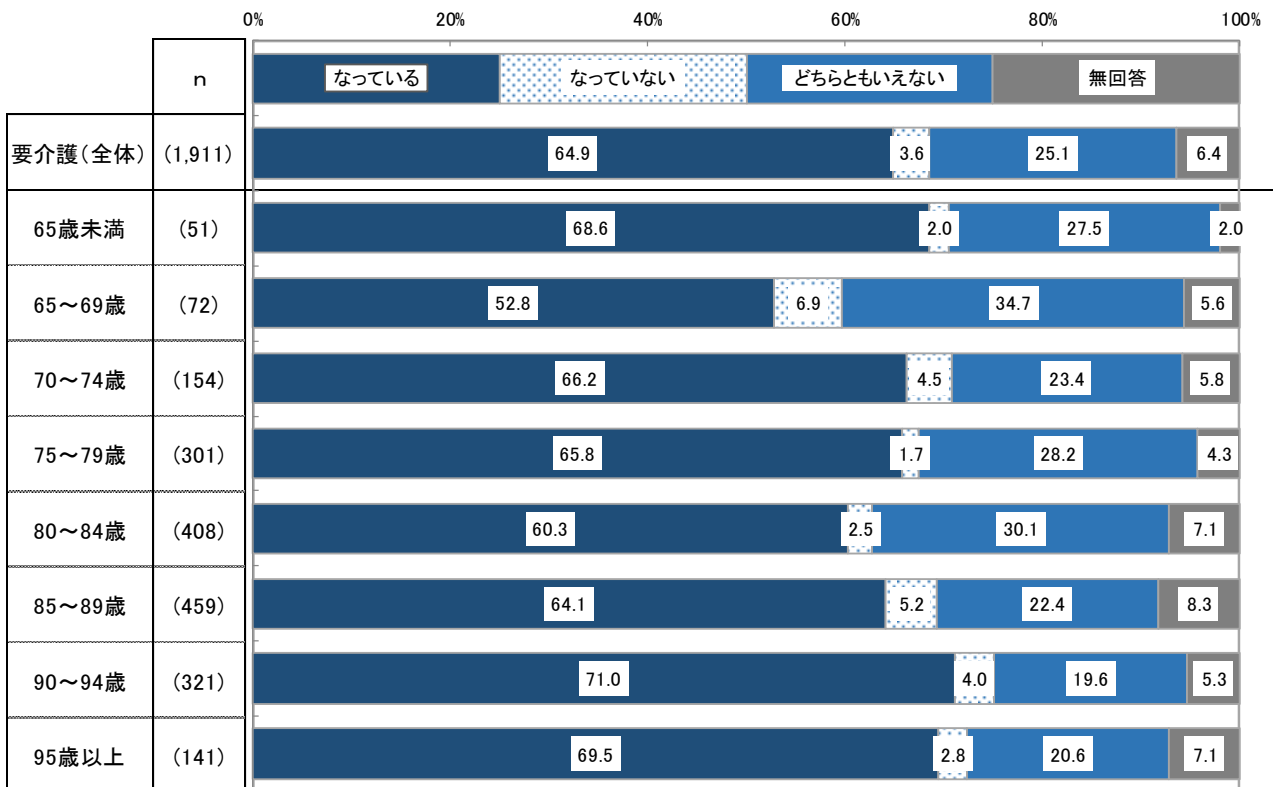 0% 20% 40% 60% 80% 100%
n なっている なっていない どちらともいえない 無回答
要介護(全体) (1,911) 64.9 3.6 25.1 6.4
65歳未満 (51) 68.6 2.0 27.5 2.0
65～69歳 (72) 52.8 6.9 34.7 5.6
70～74歳 (154) 66.2 4.5 23.4 5.8
75～79歳 (301) 65.8 1.7 28.2 4.3
80～84歳 (408) 60.3 2.5 30.1 7.1
85～89歳 (459) 64.1 5.2 22.4 8.3
90～94歳 (321) 71.0 4.0 19.6 5.3
95歳以上 (141) 69.5 2.8 20.6 7.1